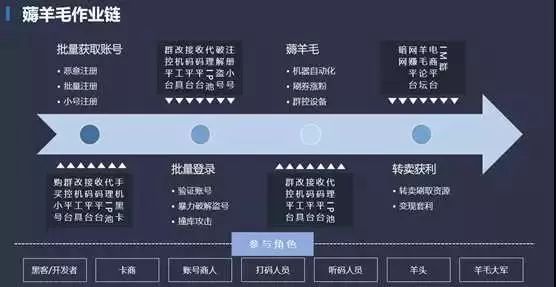 薅羊毛作业链
批量获取账号
恶意注册
批量注册
小号注册
群控平台
改机工具
接码平台
收码平台
代理IP池
破解盗号
注册小号
薅羊毛
机器自动化
刷券涨粉
群控设备
暗网
网赚平台
羊毛论坛
电商平台
IM群
购买小号
群控平台
改机工具
接码平台
收码平台
代理IP池
手机黑卡
批量登录
验证账号
暴力破解盗号
撞库攻击
群控平台
改机工具
接码平台
收码平台
代理IP池
转卖获利
转卖刷取资源
变现套利
参与角色
黑客/开发者
卡商
账号商人
打码人员
听码人员
羊头
羊毛大军